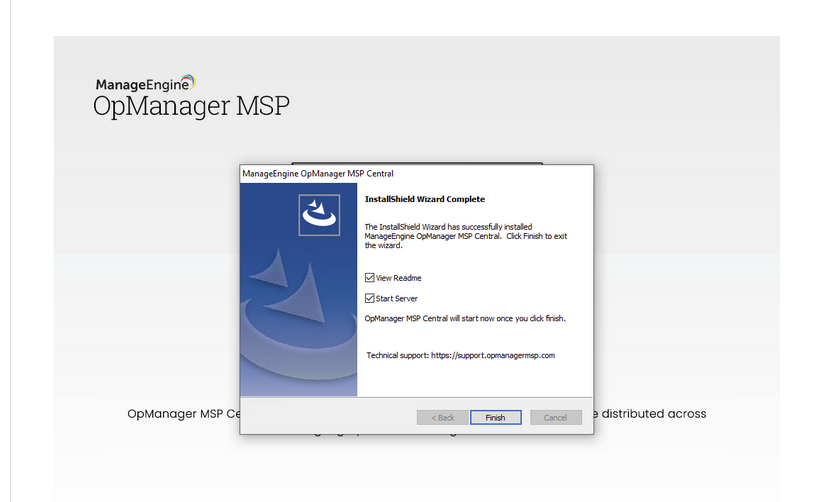 ManageEngine
OpManager MSP
ManageEngine OpManager MSP Central
InstallShield Wizard Complete
The InstallShield Wizard has successfully installed
ManageEngine OpManager MSP Central. Click Finish to exit
the wizard.
View Readme
Start Server
OpManager MSP Central will start now once you click finish.
Technical support: https://support.opmanagermsp.com
OpManager MSP Ce
distributed across
< Back
Finish
Cancel